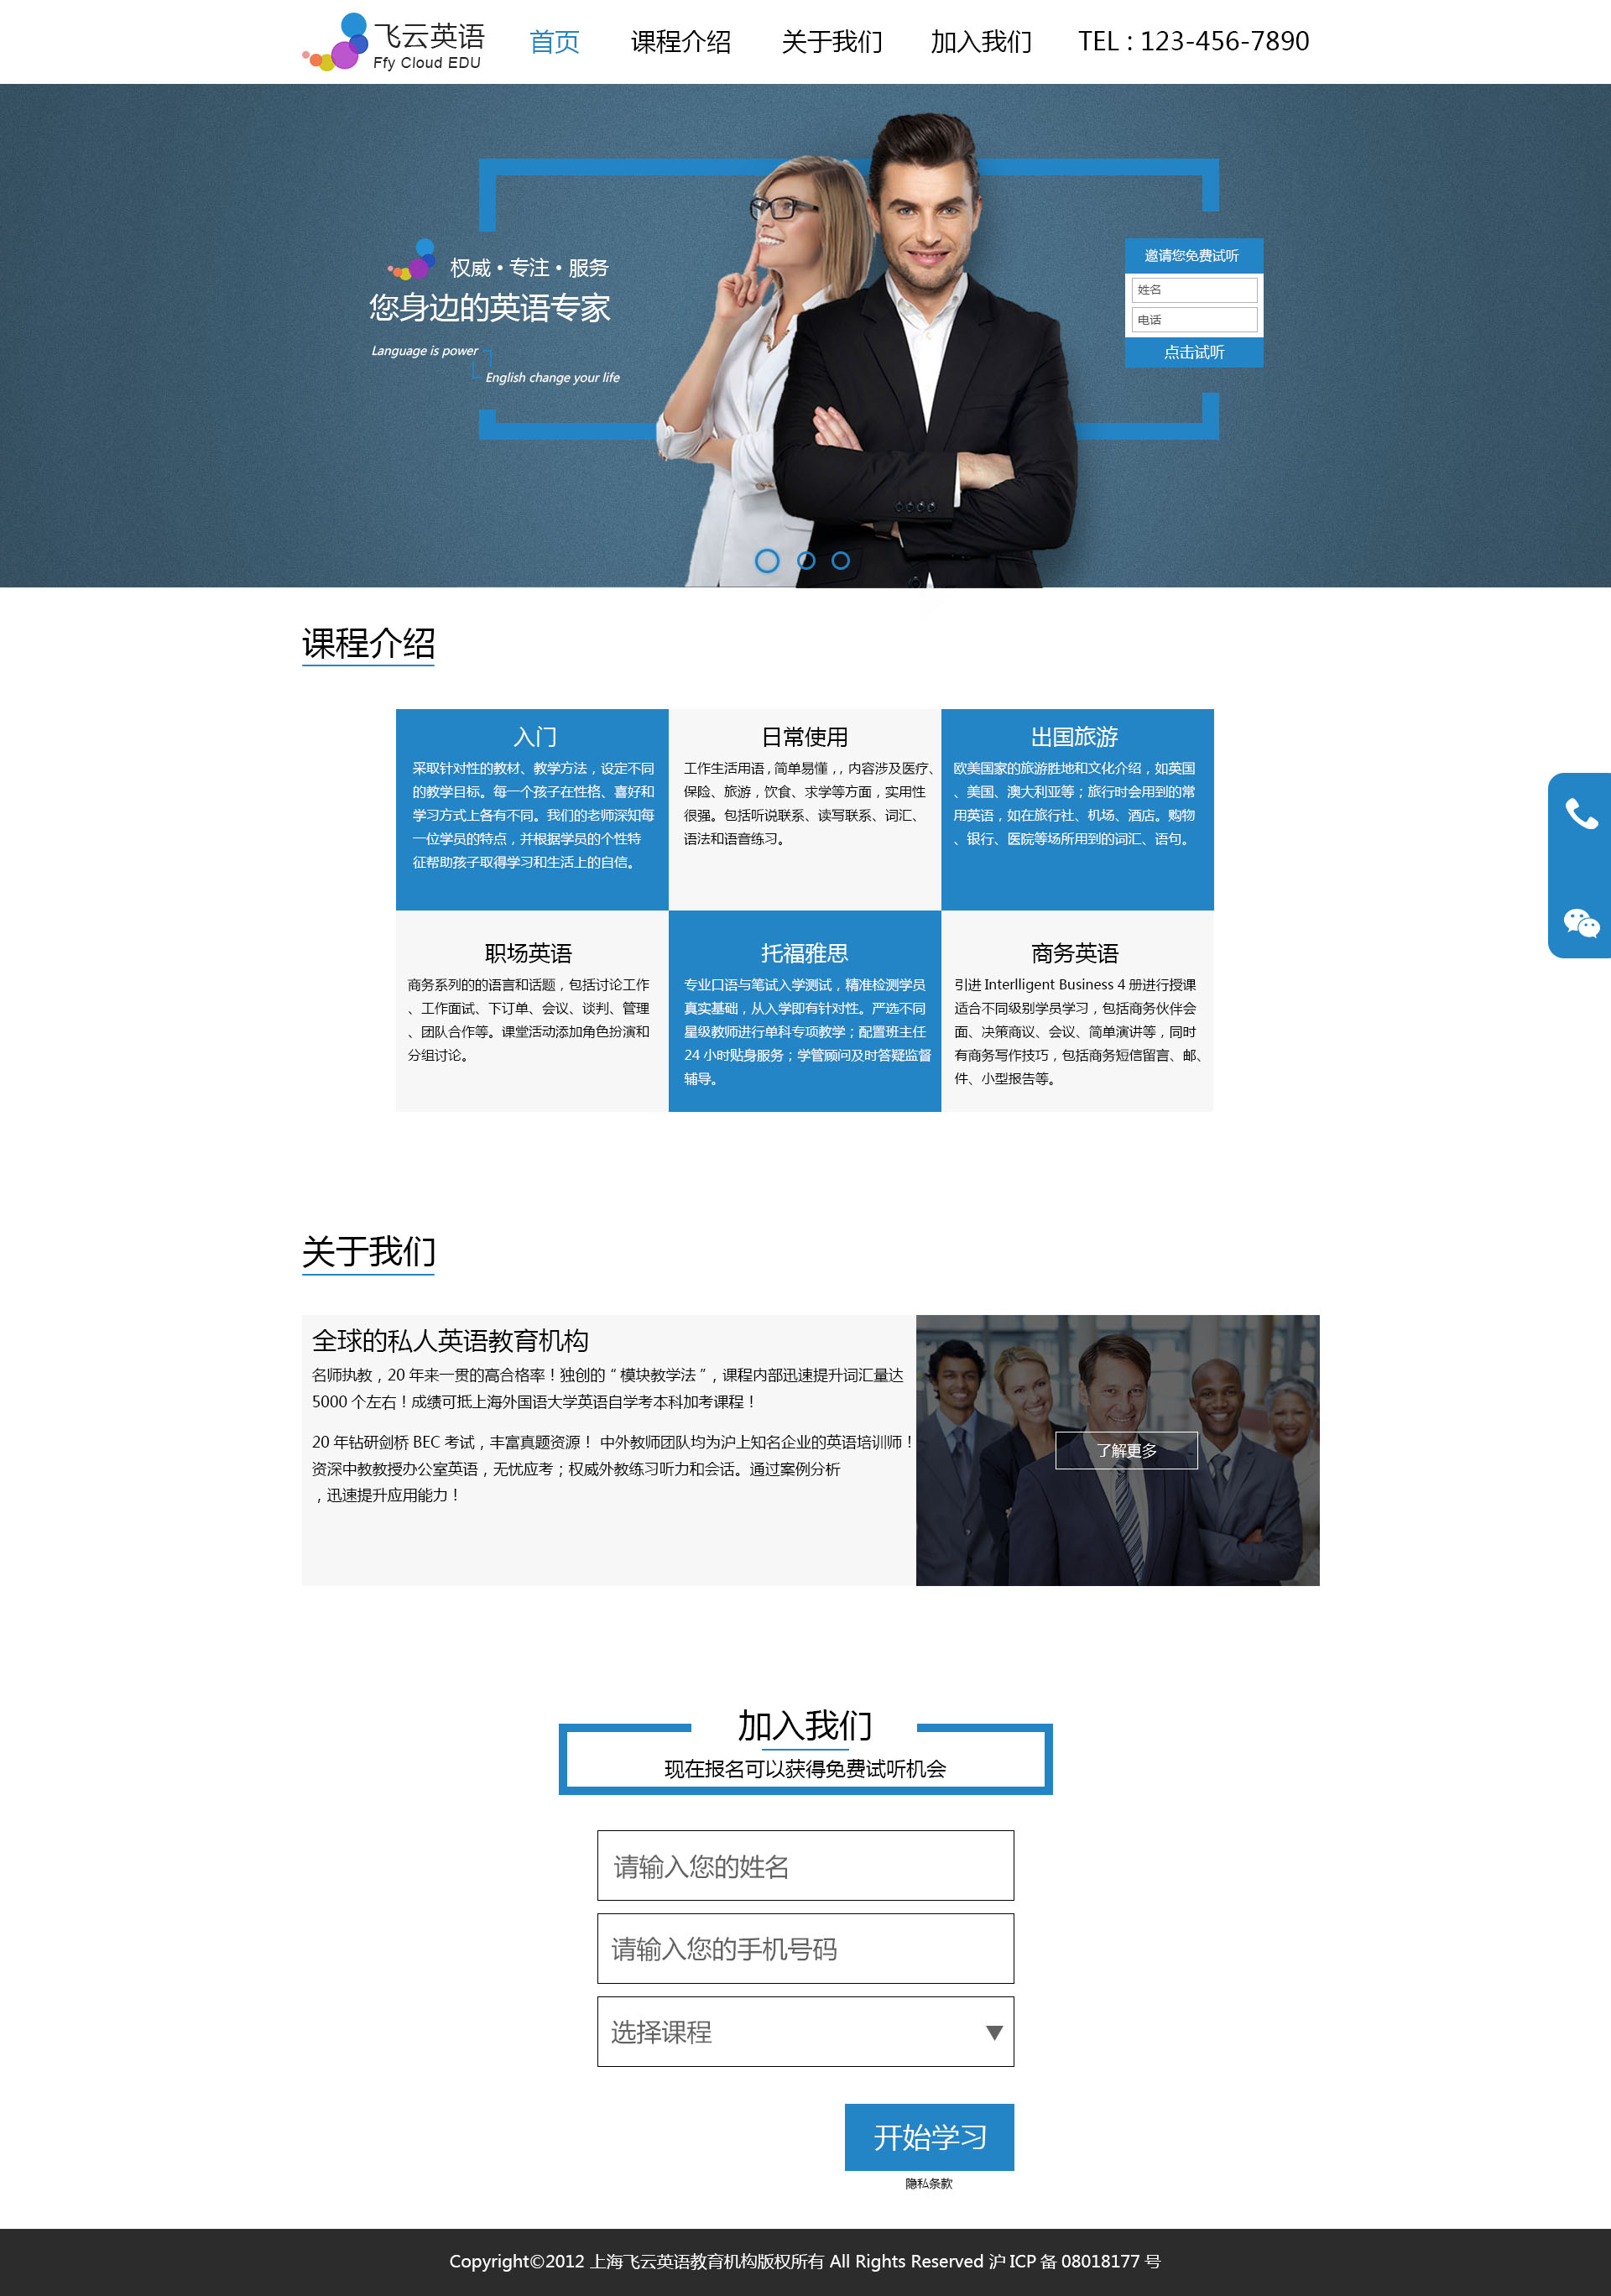 飞云英语
Ffy Cloud EDU
首页
课程介绍
关于我们
加入我们
TEL : 123-456-7890
权威 • 专注 • 服务
您身边的英语专家
Language is power
English change your life
邀请您免费试听
姓名
电话
点击试听
课程介绍
入门
采取针对性的教材、教学方法，设定不同
的教学目标。每一个孩子在性格、喜好和
学习方式上各有不同。我们的老师深知每
一位学员的特点，并根据学员的个性特
征帮助孩子取得学习和生活上的自信。
日常使用
工作生活用语 , 简单易懂 , , 内容涉及医疗、
保险、旅游，饮食、求学等方面，实用性
很强。包括听说联系、读写联系、词汇、
语法和语音练习。
出国旅游
欧美国家的旅游胜地和文化介绍，如英国
、美国、澳大利亚等；旅行时会用到的常
用英语，如在旅行社、机场、酒店。购物
、银行、医院等场所用到的词汇、语句。
职场英语
商务系列的的语言和话题，包括讨论工作
、工作面试、下订单、会议、谈判、管理
、团队合作等。课堂活动添加角色扮演和
分组讨论。
托福雅思
专业口语与笔试入学测试，精准检测学员
真实基础，从入学即有针对性。严选不同
星级教师进行单科专项教学；配置班主任
24 小时贴身服务；学管顾问及时答疑监督
辅导。
商务英语
引进 Interlligent Business 4 册进行授课
适合不同级别学员学习，包括商务伙伴会
面、决策商议、会议、简单演讲等，同时
有商务写作技巧，包括商务短信留言、邮、
件、小型报告等。
关于我们
全球的私人英语教育机构
名师执教，20 年来一贯的高合格率！独创的 “ 模块教学法 ”，课程内部迅速提升词汇量达
5000 个左右！成绩可抵上海外国语大学英语自学考本科加考课程！
20 年钻研剑桥 BEC 考试，丰富真题资源！ 中外教师团队均为沪上知名企业的英语培训师！
资深中教教授办公室英语，无忧应考；权威外教练习听力和会话。通过案例分析
，迅速提升应用能力！
了解更多
加入我们
现在报名可以获得免费试听机会
请输入您的姓名
请输入您的手机号码
选择课程
开始学习
隐私条款
Copyright©2012 上海飞云英语教育机构版权所有 All Rights Reserved 沪 ICP 备 08018177 号